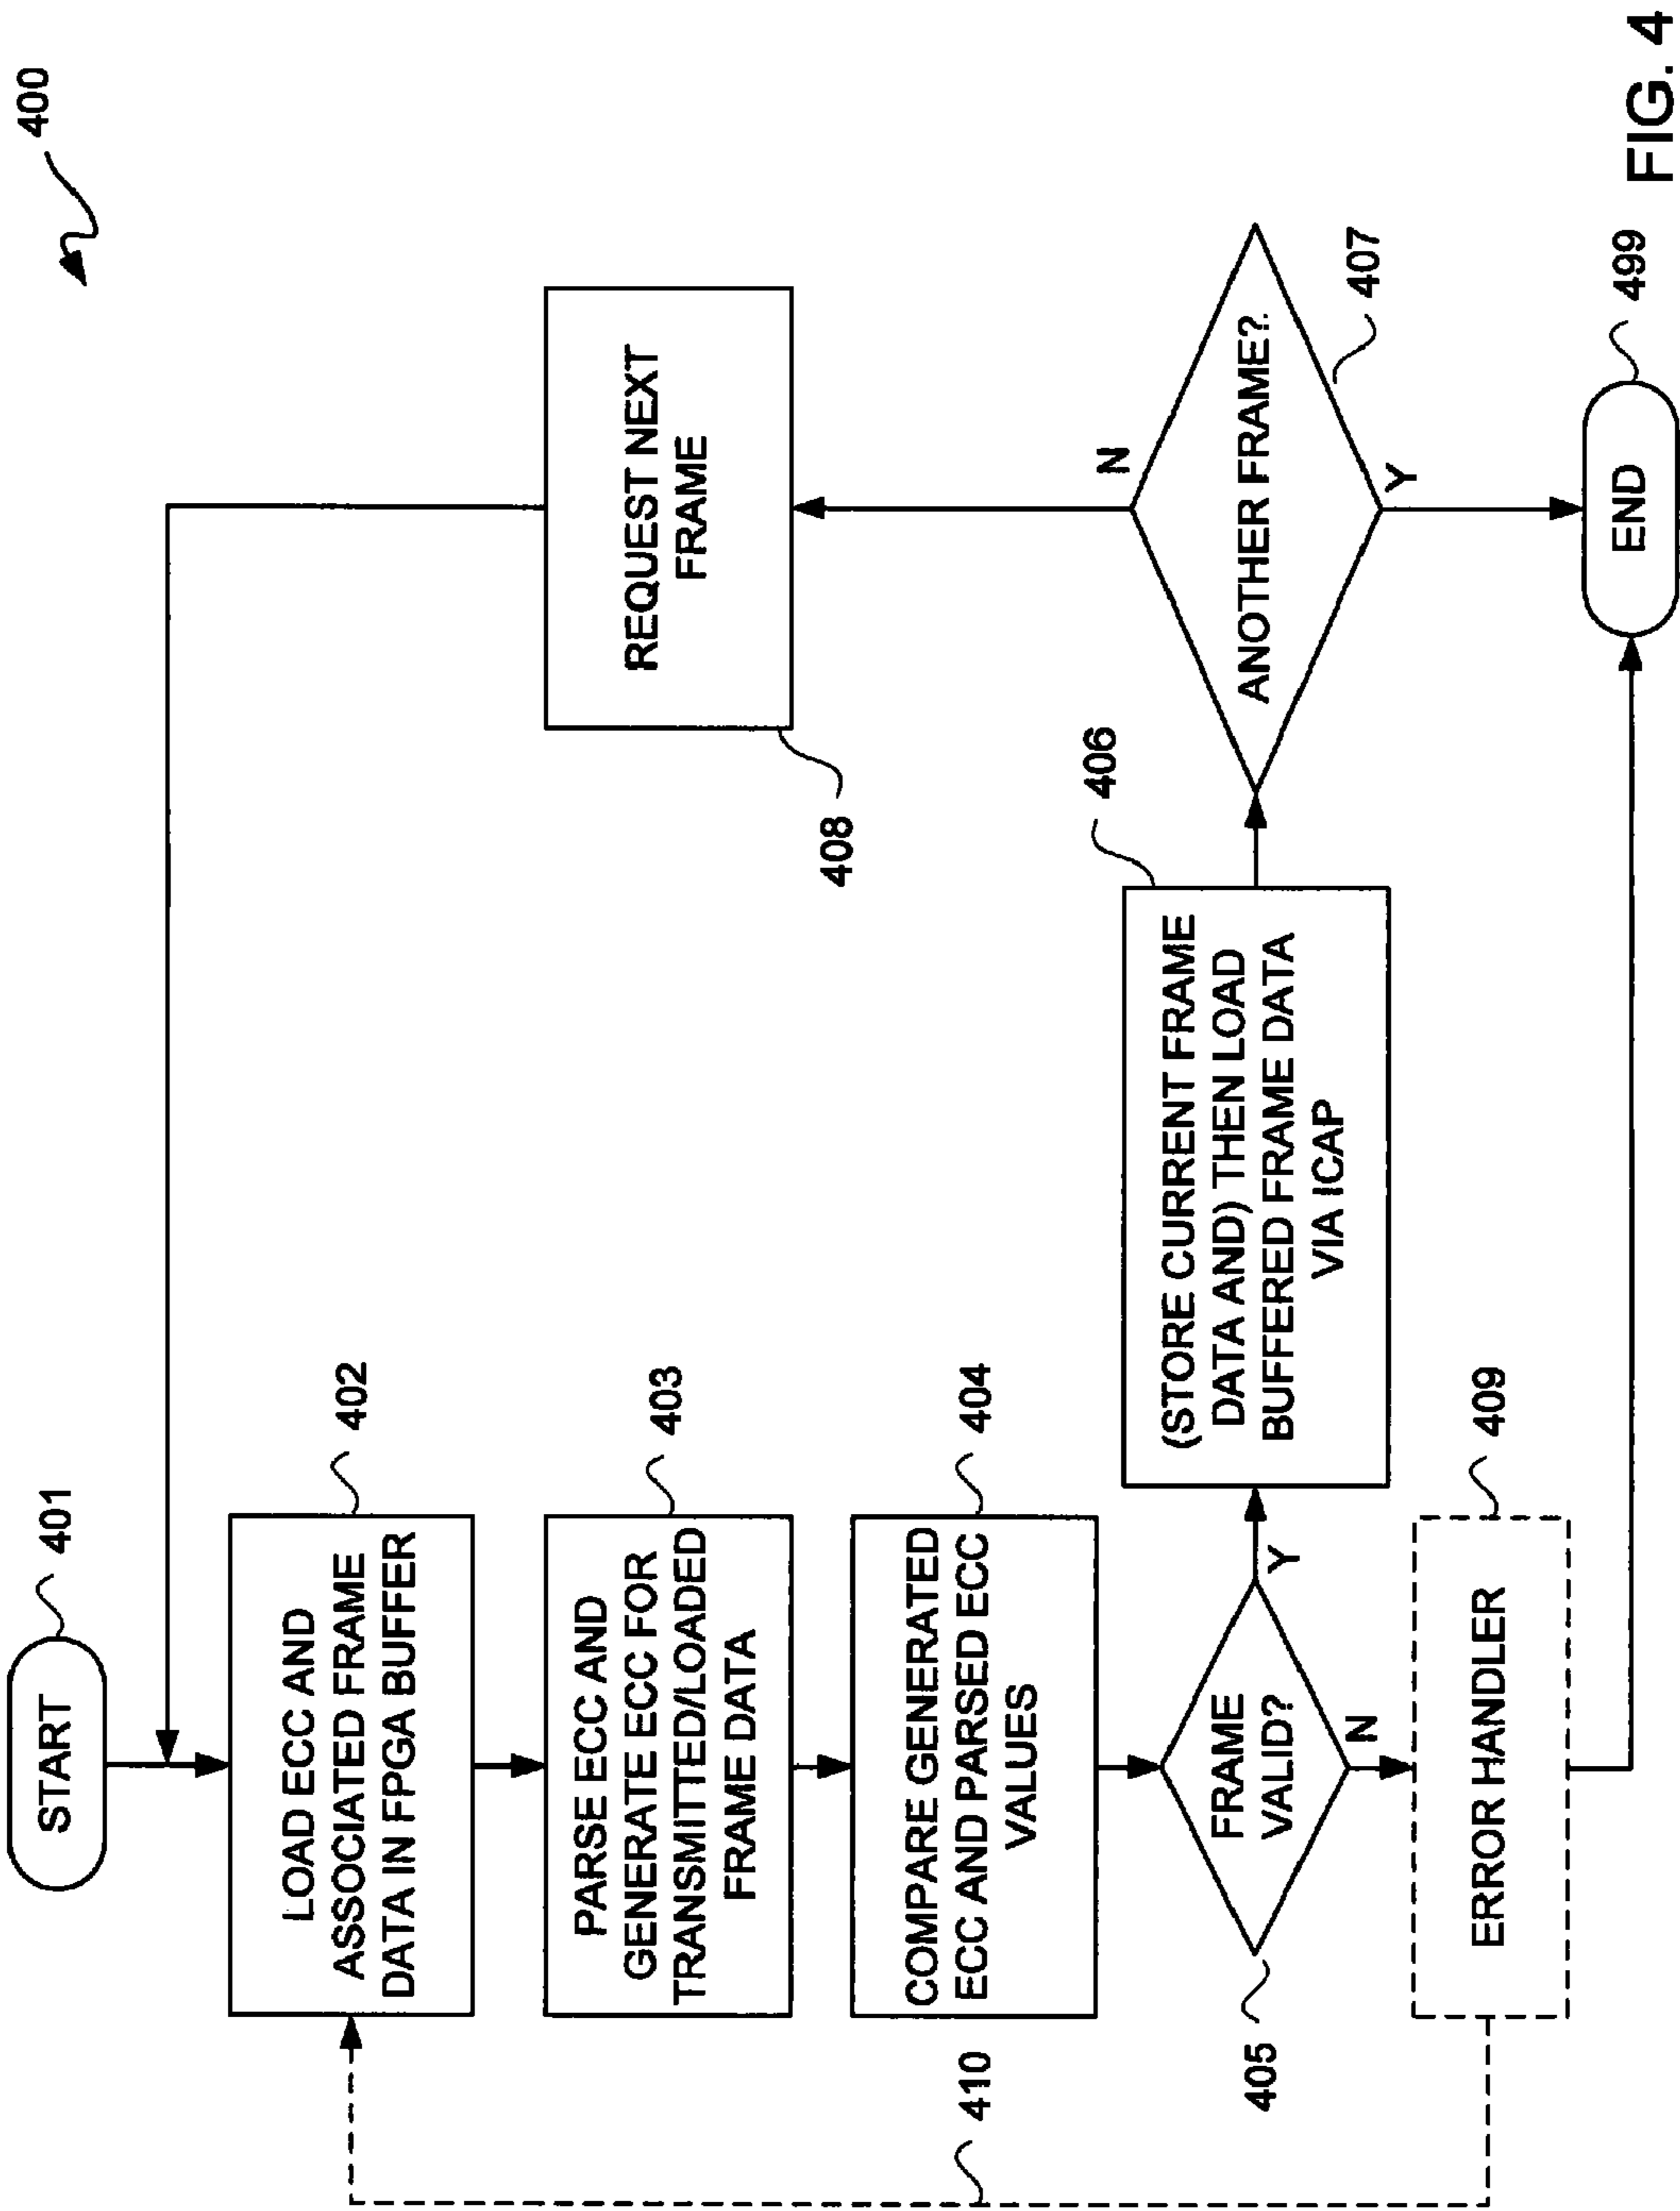 400
START
401
LOAD ECC AND
ASSOCIATED FRAME
DATA IN FPGA BUFFER
402
PARSE ECC AND
GENERATE ECC FOR
TRANSMITTED/LOADED
FRAME DATA
403
COMPARE GENERATED
ECC AND PARSED ECC
VALUES
404
FRAME
VALID?
405
Y
N
(STORE CURRENT FRAME
DATA AND) THEN LOAD
BUFFERED FRAME DATA
VIA ICAP
406
ANOTHER FRAME?
407
N
Y
REQUEST NEXT
FRAME
408
ERROR HANDLER
409
410
END
499
FIG. 4